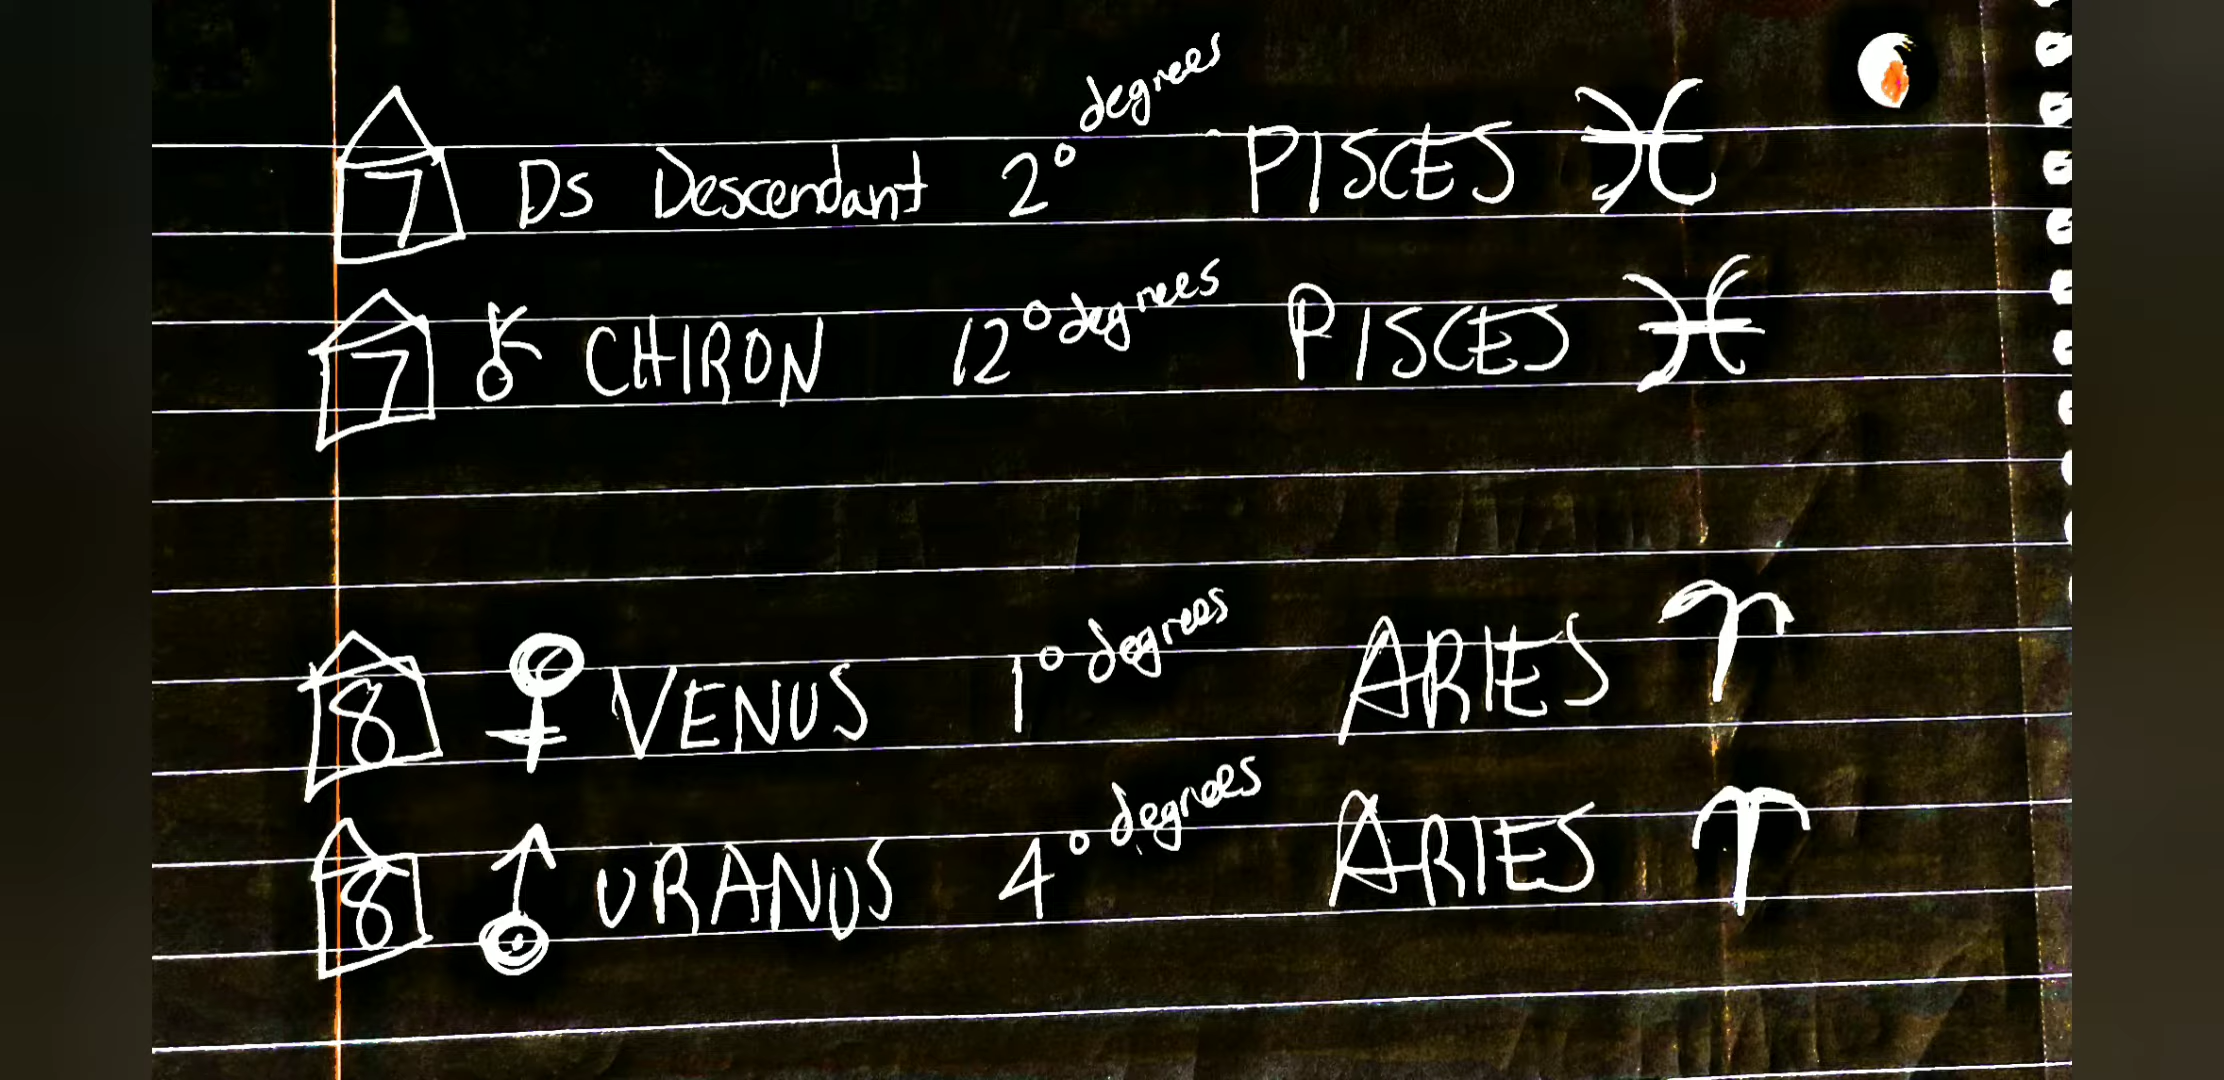 7 Ds Descendant 2° degrees PISCES ♓
7 ⚷ CHIRON 12° degrees PISCES ♓
8 ♀ VENUS 1° degrees ARIES ♈
8 ⛢ URANUS 4° degrees ARIES ♈